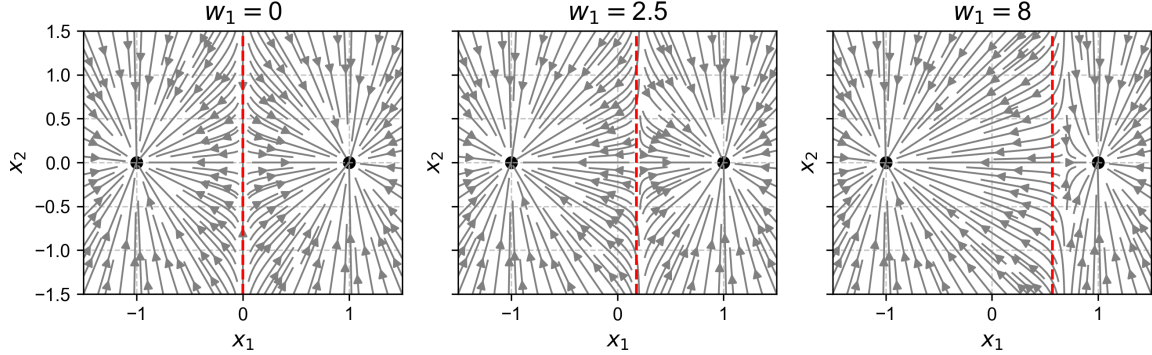 w₁ = 0
w₁ = 2.5
w₁ = 8
1.5
1.0
0.5
0.0
−0.5
−1.0
−1.5
x₂
x₂
x₂
−1 0 1
−1 0 1
−1 0 1
x₁
x₁
x₁